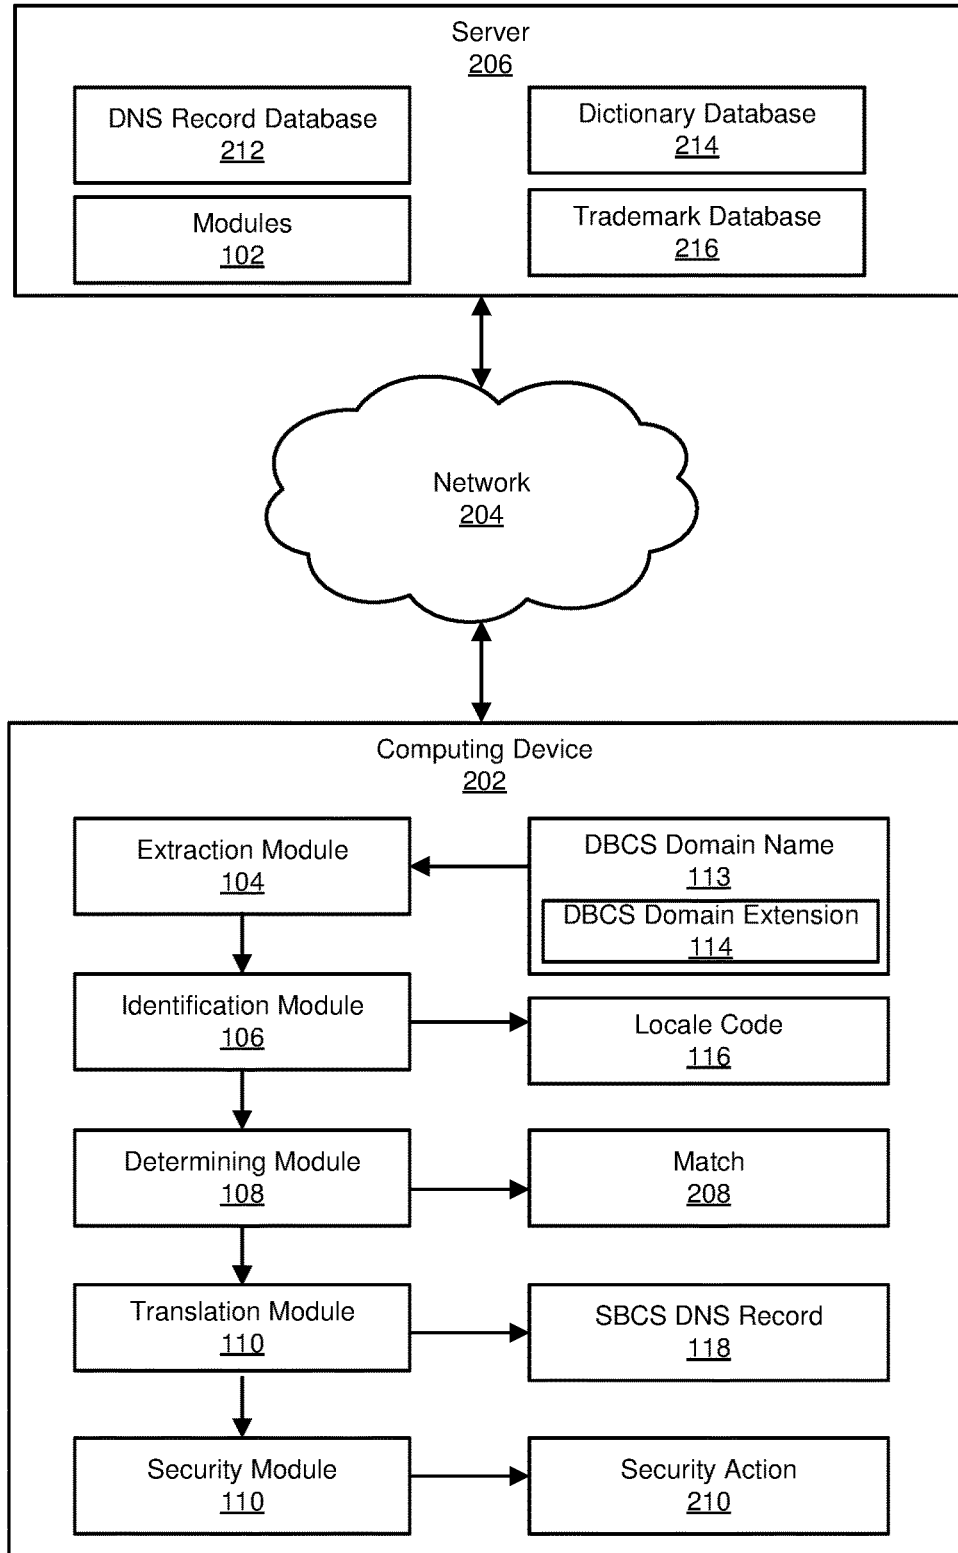 Server
206
DNS Record Database
212
Dictionary Database
214
Modules
102
Trademark Database
216
Network
204
Computing Device
202
Extraction Module
104
DBCS Domain Name
113
DBCS Domain Extension
114
Identification Module
106
Locale Code
116
Determining Module
108
Match
208
Translation Module
110
SBCS DNS Record
118
Security Module
110
Security Action
210